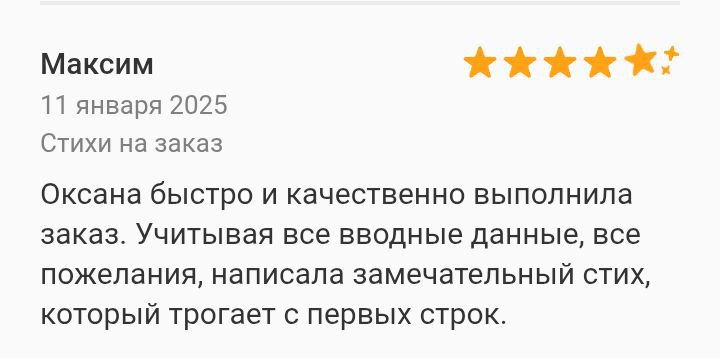 Максим
11 января 2025
Стихи на заказ
Оксана быстро и качественно выполнила
заказ. Учитывая все вводные данные, все
пожелания, написала замечательный стих,
который трогает с первых строк.